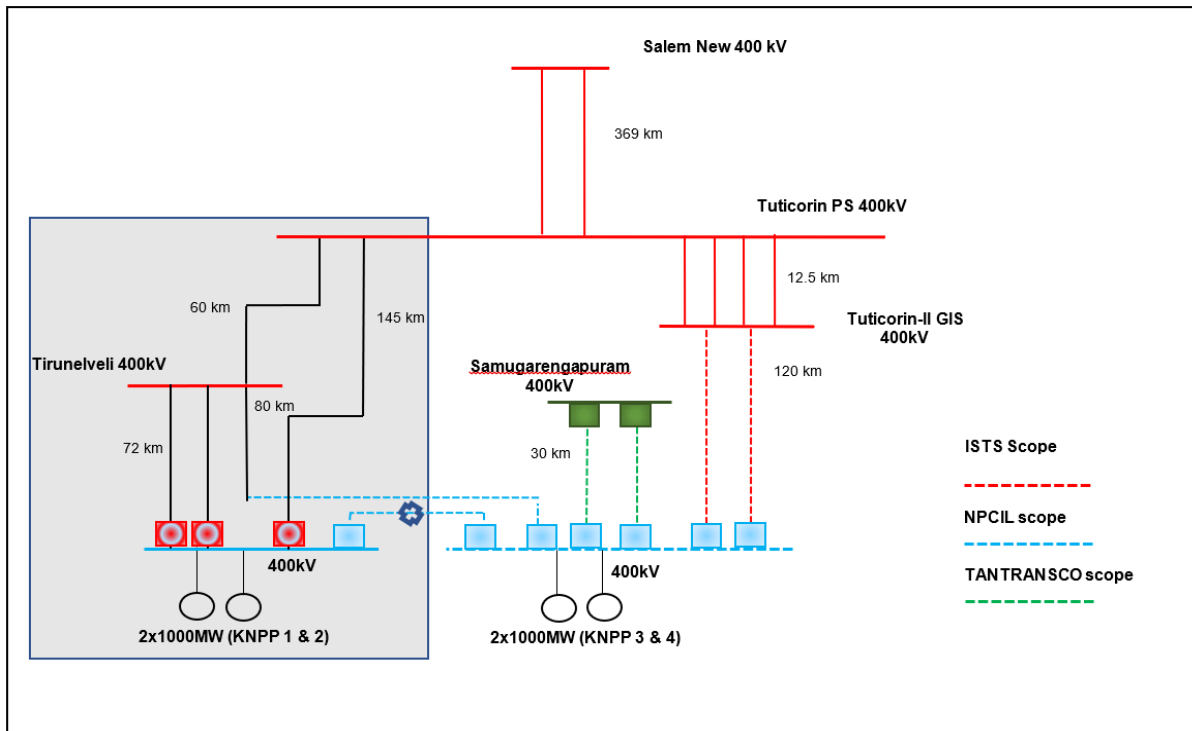 Salem New 400 kV
369 km
Tuticorin PS 400kV
60 km
145 km
12.5 km
Tuticorin-II GIS
400kV
Tirunelveli 400kV
Samugarengapuram
400kV
120 km
80 km
72 km
30 km
ISTS Scope
NPCIL scope
400kV
400kV
TANTRANSCO scope
2x1000MW (KNPP 1 & 2)
2x1000MW (KNPP 3 & 4)